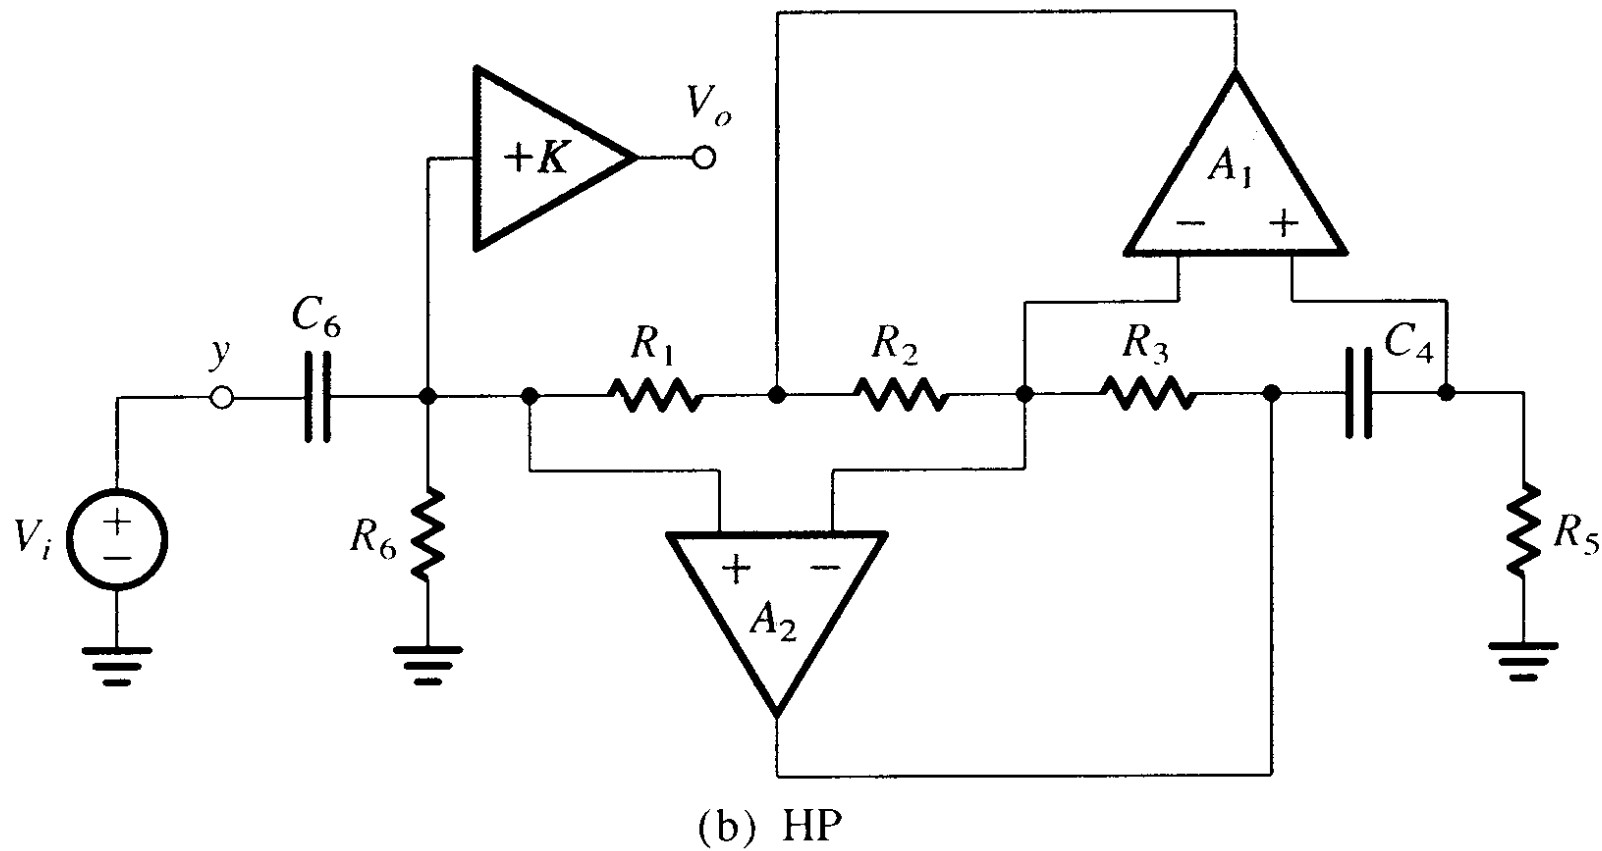 V_o
+K
A_1
− +
C_6
R_1
R_2
R_3
C_4
y
V_i
+
−
R_6
R_5
+ −
A_2
(b) HP